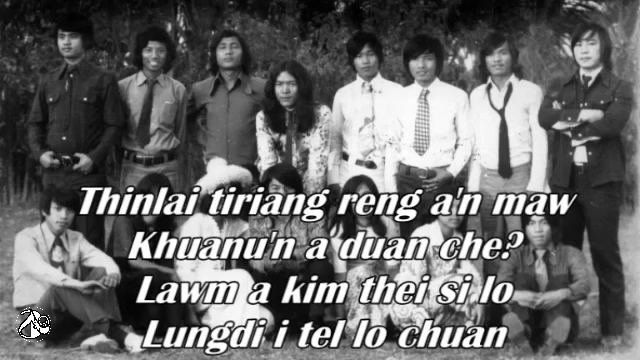 Thinlai tiriang reng a'n maw
Khuanu'n a duan che?
Lawm a kim thei si lo
Lungdi i tel lo chuan